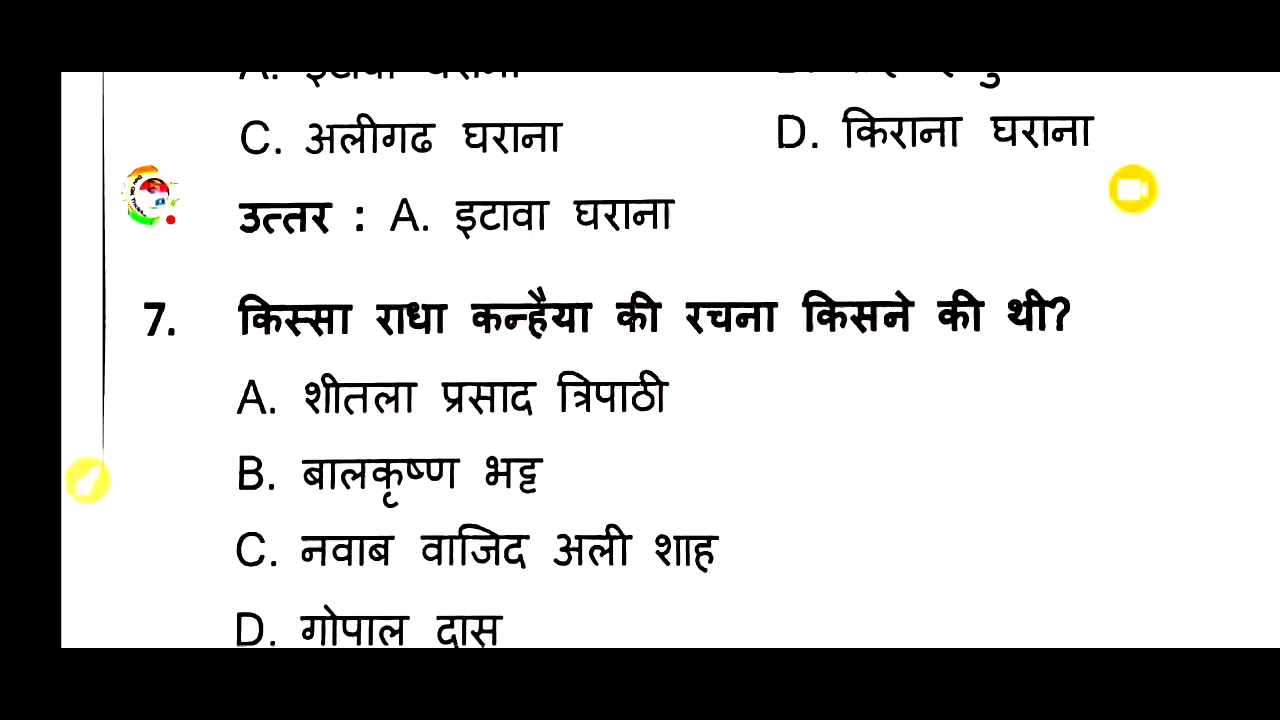 C. अलीगढ घराना D. किराना घराना
उत्तर : A. इटावा घराना
7. किस्सा राधा कन्हैया की रचना किसने की थी?
A. शीतला प्रसाद त्रिपाठी
B. बालकृष्ण भट्ट
C. नवाब वाजिद अली शाह
D. गोपाल दास